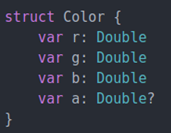 struct Color {
    var r: Double
    var g: Double
    var b: Double
    var a: Double?
}